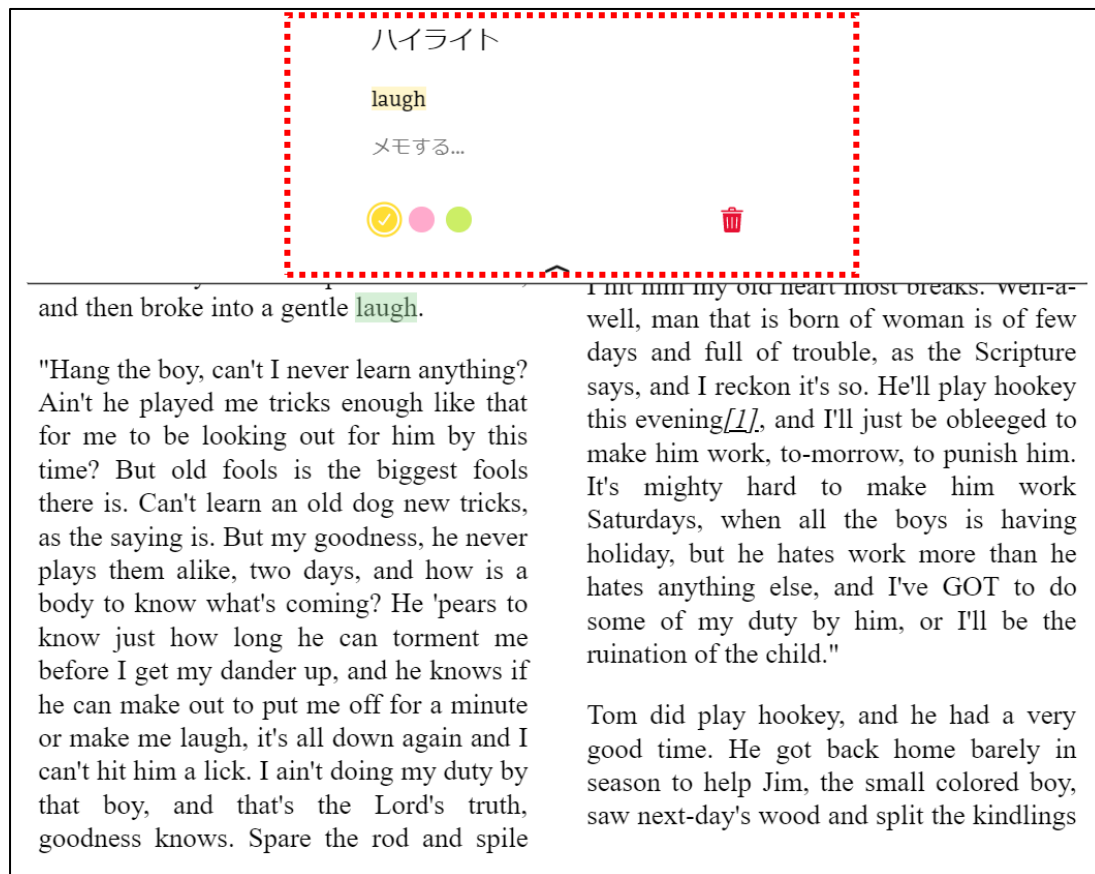 ハイライト
laugh
メモする...
and then broke into a gentle laugh.
"Hang the boy, can't I never learn anything?
Ain't he played me tricks enough like that
for me to be looking out for him by this
time? But old fools is the biggest fools
there is. Can't learn an old dog new tricks,
as the saying is. But my goodness, he never
plays them alike, two days, and how is a
body to know what's coming? He 'pears to
know just how long he can torment me
before I get my dander up, and he knows if
he can make out to put me off for a minute
or make me laugh, it's all down again and I
can't hit him a lick. I ain't doing my duty by
that boy, and that's the Lord's truth,
goodness knows. Spare the rod and spile
I hit him my old heart most breaks. Well-a-
well, man that is born of woman is of few
days and full of trouble, as the Scripture
says, and I reckon it's so. He'll play hookey
this evening[1], and I'll just be obleeged to
make him work, to-morrow, to punish him.
It's mighty hard to make him work
Saturdays, when all the boys is having
holiday, but he hates work more than he
hates anything else, and I've GOT to do
some of my duty by him, or I'll be the
ruination of the child."
Tom did play hookey, and he had a very
good time. He got back home barely in
season to help Jim, the small colored boy,
saw next-day's wood and split the kindlings